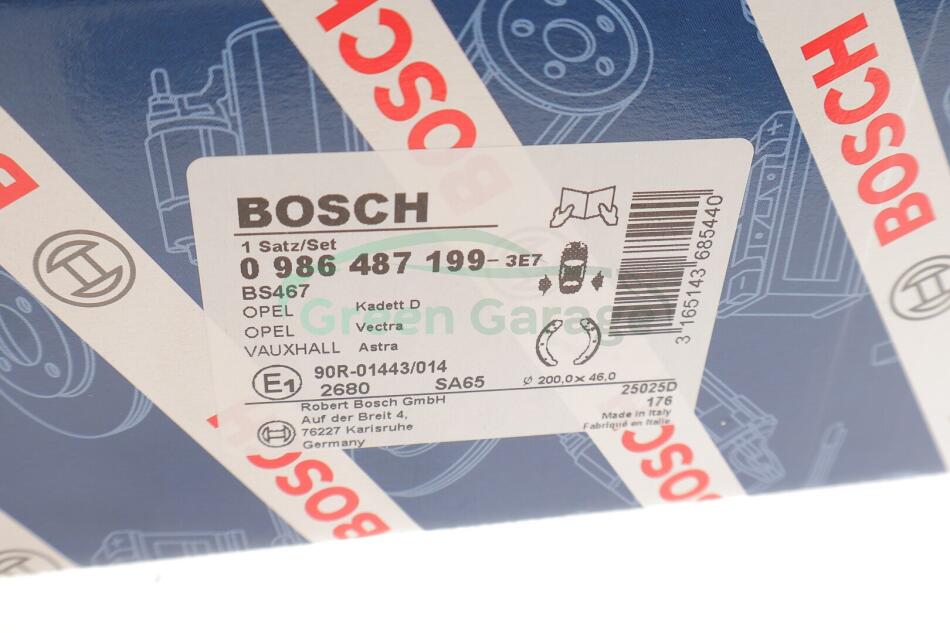 BOSCH
BOSCH
BOSCH
1 Satz/Set
0 986 487 199 - 3E7
BS467
OPEL Kadett D
OPEL Vectra
VAUXHALL Astra
Green Garage
E1 90R-01443/014
2680 SA65 Ø 200,0 x 46,0
Robert Bosch GmbH
Auf der Breit 4,
76227 Karlsruhe
Germany
25025D
176
Made in Italy
Fabriqué en Italie
3 165143 685440
BOSCH
BOSCH